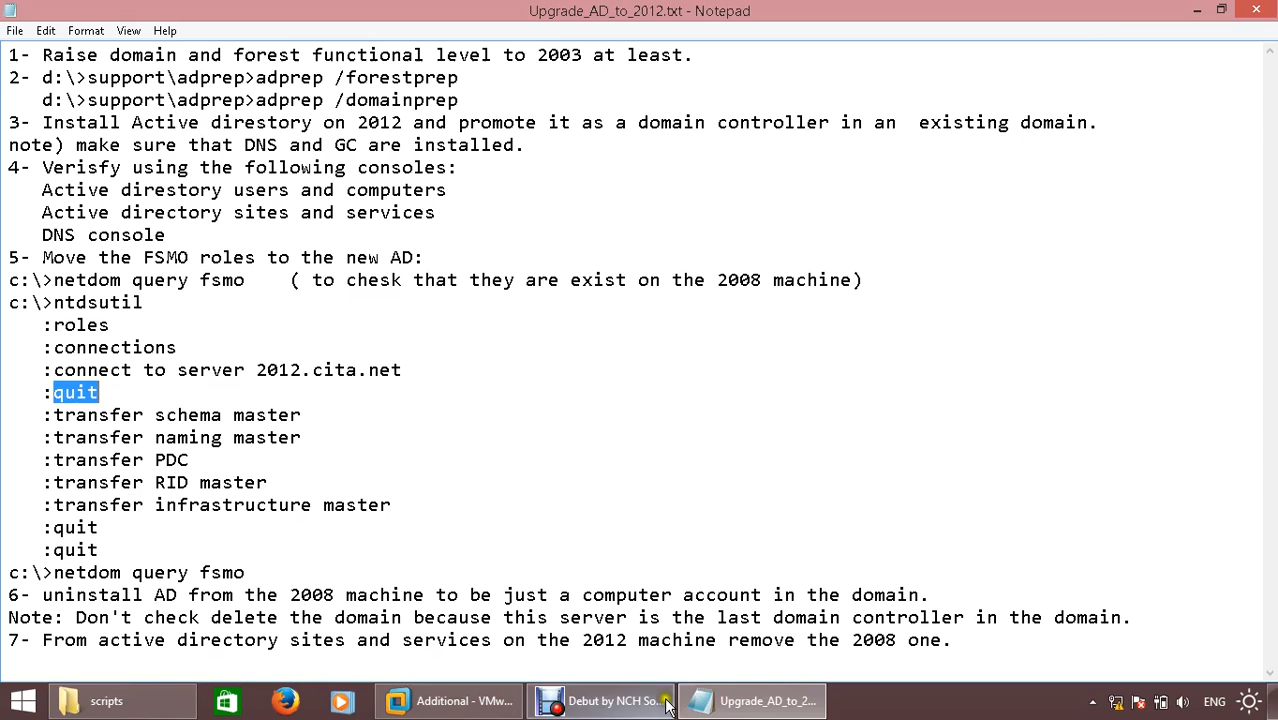 Upgrade_AD_to_2012.txt - Notepad
File Edit Format View Help
1- Raise domain and forest functional level to 2003 at least.
2- d:\>support\adprep>adprep /forestprep
d:\>support\adprep>adprep /domainprep
3- Install Active direstory on 2012 and promote it as a domain controller in an  existing domain.
note) make sure that DNS and GC are installed.
4- Verisfy using the following consoles:
Active direstory users and computers
Active directory sites and services
DNS console
5- Move the FSMO roles to the new AD:
c:\>netdom query fsmo    ( to chesk that they are exist on the 2008 machine)
c:\>ntdsutil
:roles
:connections
:connect to server 2012.cita.net
:quit
:transfer schema master
:transfer naming master
:transfer PDC
:transfer RID master
:transfer infrastructure master
:quit
:quit
c:\>netdom query fsmo
6- uninstall AD from the 2008 machine to be just a computer account in the domain.
Note: Don't check delete the domain because this server is the last domain controller in the domain.
7- From active directory sites and services on the 2012 machine remove the 2008 one.
scripts Additional - VMw... Debut by NCH So... Upgrade_AD_to_2... ENG